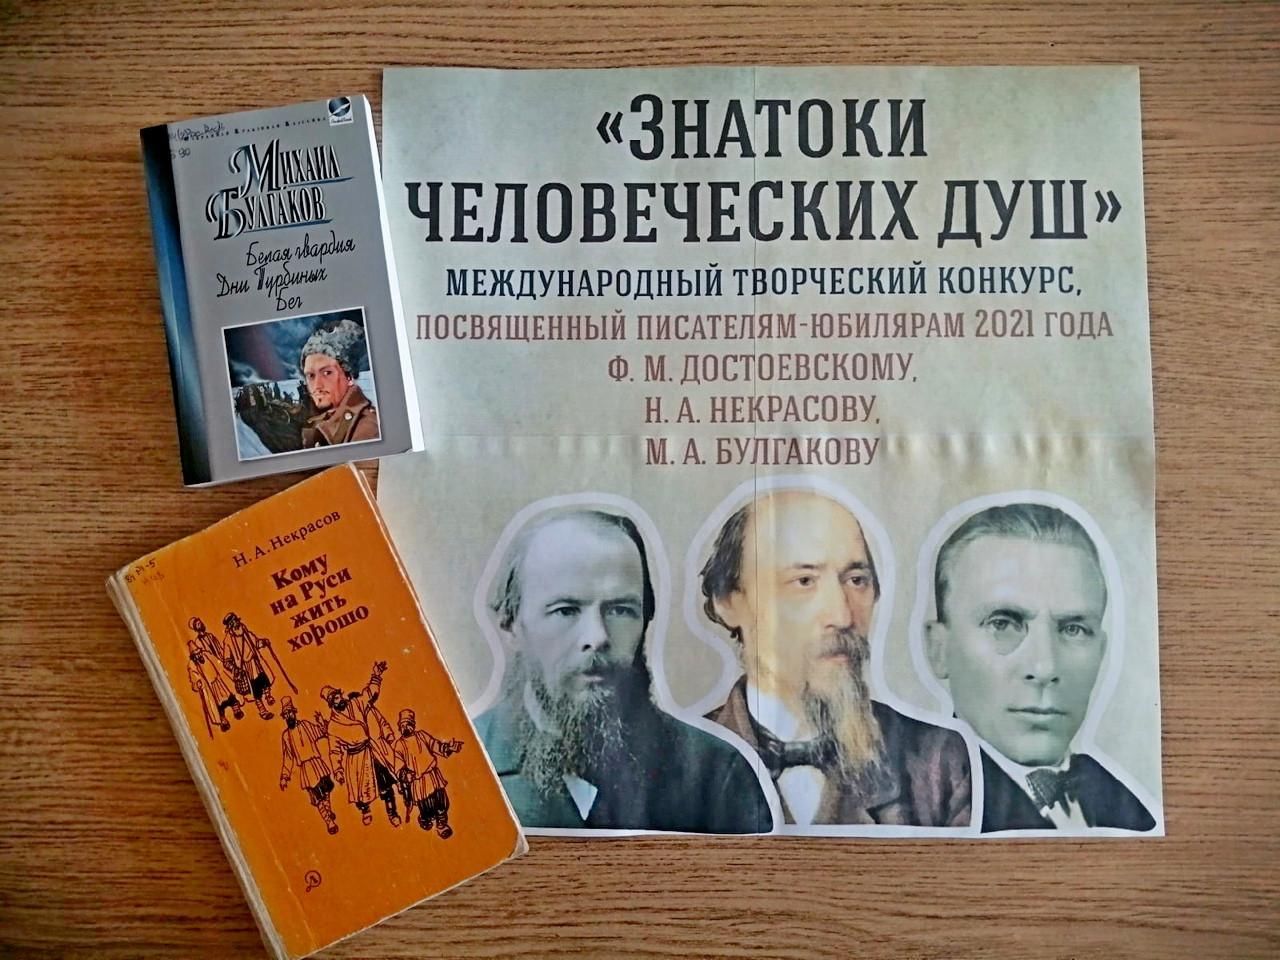 Михаил
Булгаков
Белая гвардия
Дни Турбиных
Бег
Н. А. Некрасов
Кому
на Руси
жить
хорошо
«ЗНАТОКИ
ЧЕЛОВЕЧЕСКИХ ДУШ»
МЕЖДУНАРОДНЫЙ ТВОРЧЕСКИЙ КОНКУРС,
ПОСВЯЩЕННЫЙ ПИСАТЕЛЯМ-ЮБИЛЯРАМ 2021 ГОДА
Ф. М. ДОСТОЕВСКОМУ,
Н. А. НЕКРАСОВУ,
М. А. БУЛГАКОВУ